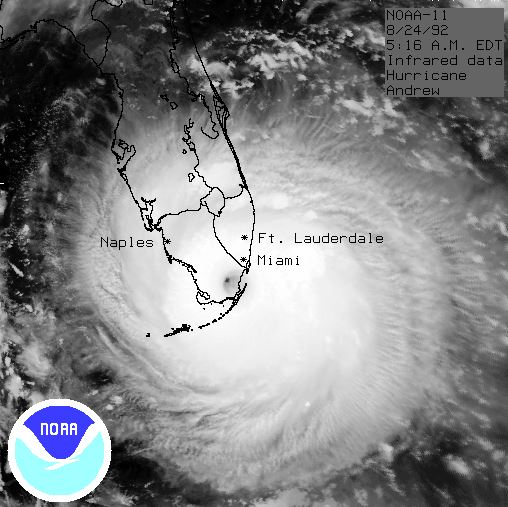 NOAA-11
8/24/92
5:16 A.M. EDT
Infrared data
Hurricane
Andrew
Naples *
* Ft. Lauderdale
* Miami
NOAA